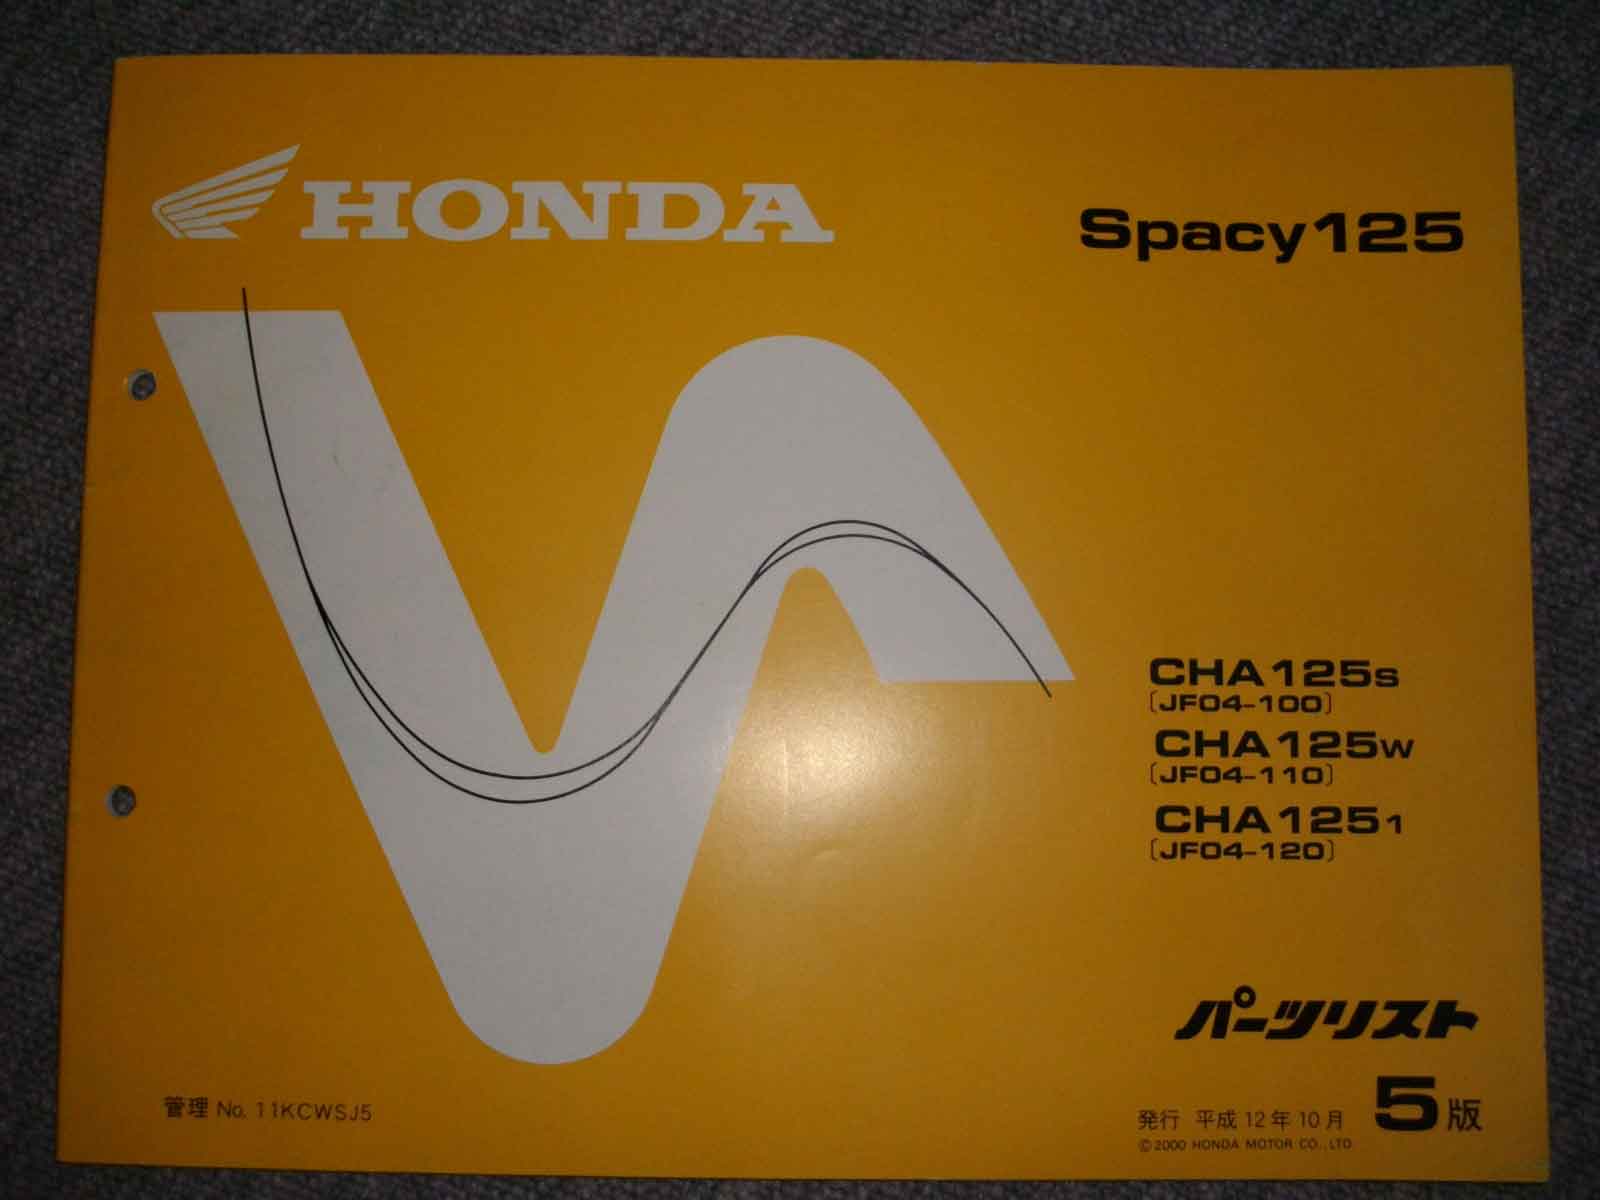 HONDA
Spacy125
CHA125S
[JF04-100]
CHA125W
[JF04-110]
CHA1251
[JF04-120]
パーツリスト
5版
発行 平成12年10月
©2000 HONDA MOTOR CO., LTD
管理 No. 11KCWSJ5